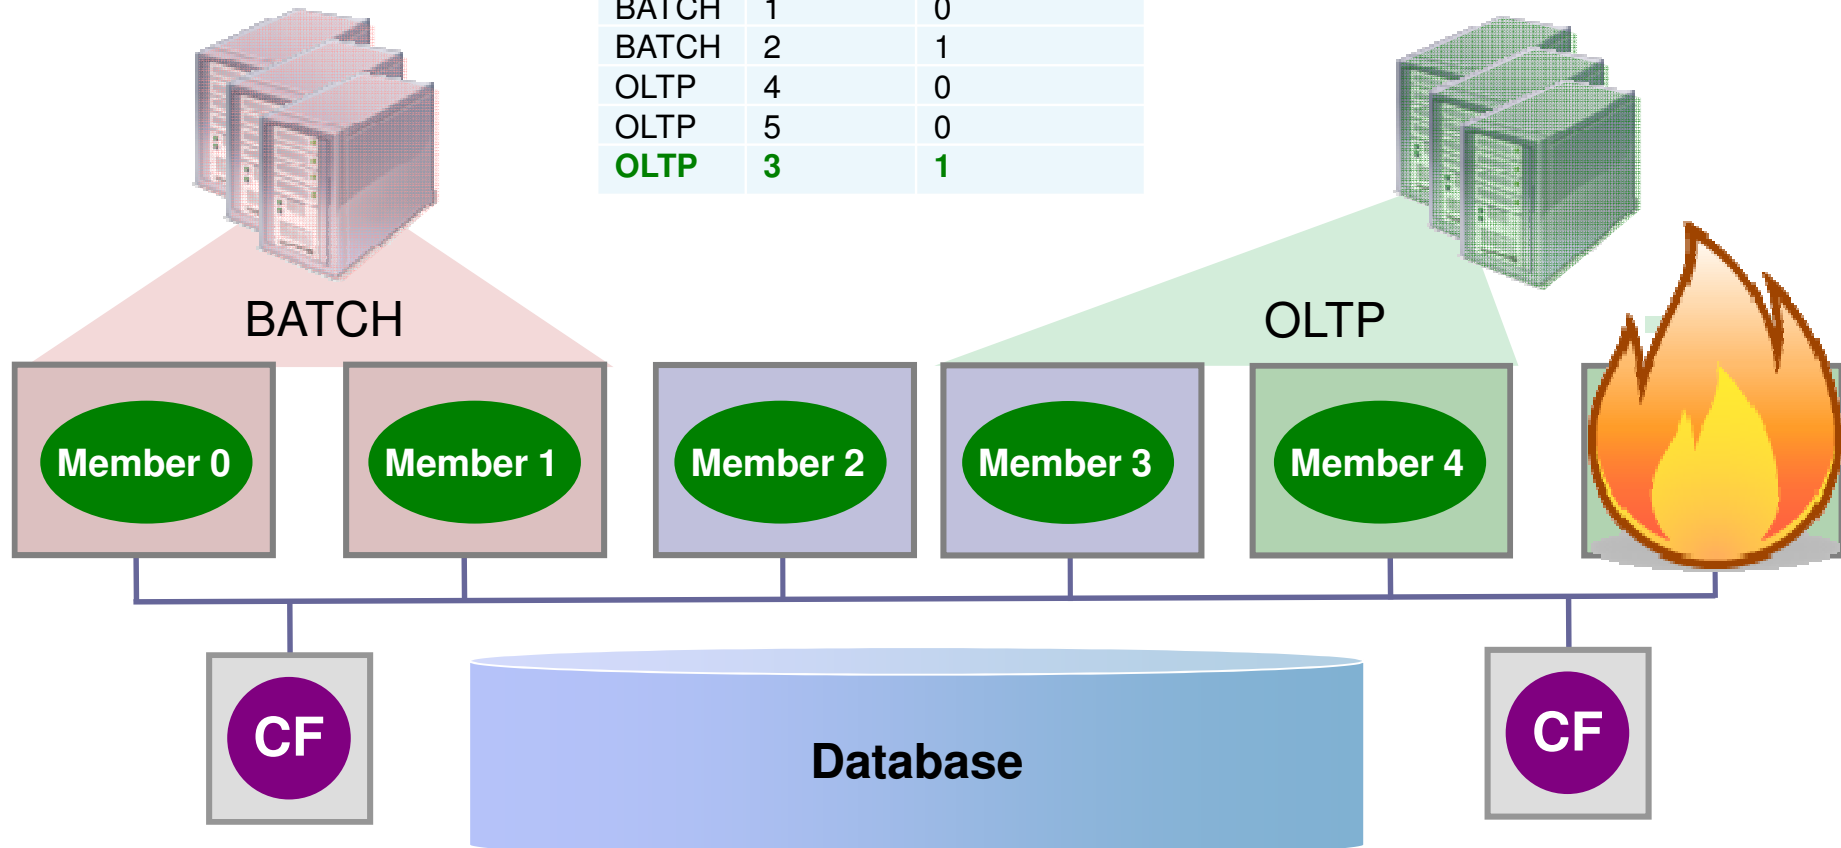 BATCH 1 0
BATCH 2 1
OLTP 4 0
OLTP 5 0
OLTP 3 1
BATCH
OLTP
Member 0
Member 1
Member 2
Member 3
Member 4
CF
Database
CF